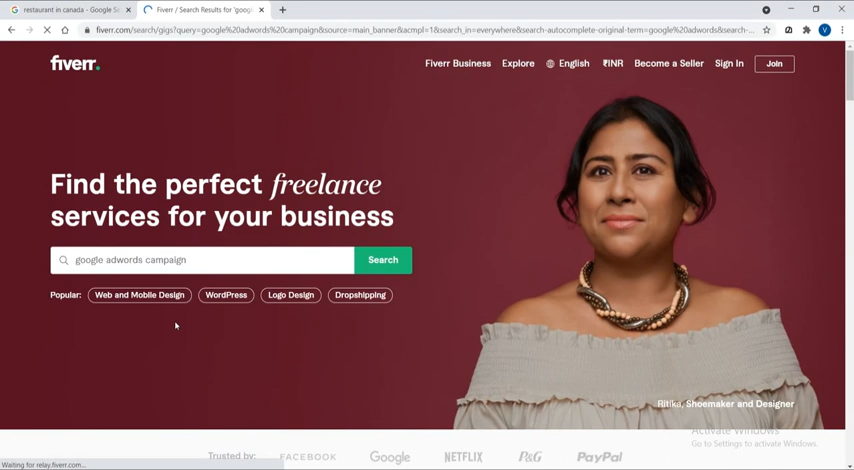 restaurant in canada - Google Se
Fiverr / Search Results for 'googl
fiverr.com/search/gigs?query=google%20adwords%20campaign&source=main_banner&acmpl=1&search_in=everywhere&search-autocomplete-original-term=google%20adwords&search-...
V
fiverr.
Fiverr Business Explore English ₹INR Become a Seller Sign In Join
Find the perfect freelance
services for your business
google adwords campaign Search
Popular: Web and Mobile Design WordPress Logo Design Dropshipping
Ritika, Shoemaker and Designer
Activate Windows
Go to Settings to activate Windows.
Trusted by: FACEBOOK Google NETFLIX P&G PayPal
Waiting for relay.fiverr.com...